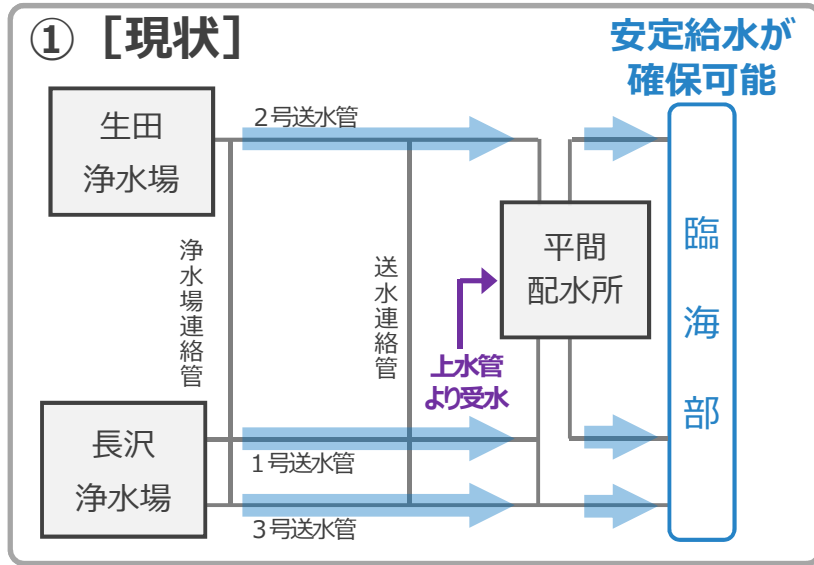 ① [現状]
安定給水が
確保可能
生田
浄水場
2号送水管
浄水場連絡管
送水連絡管
平間
配水所
臨海部
上水管
より受水
長沢
浄水場
1号送水管
3号送水管